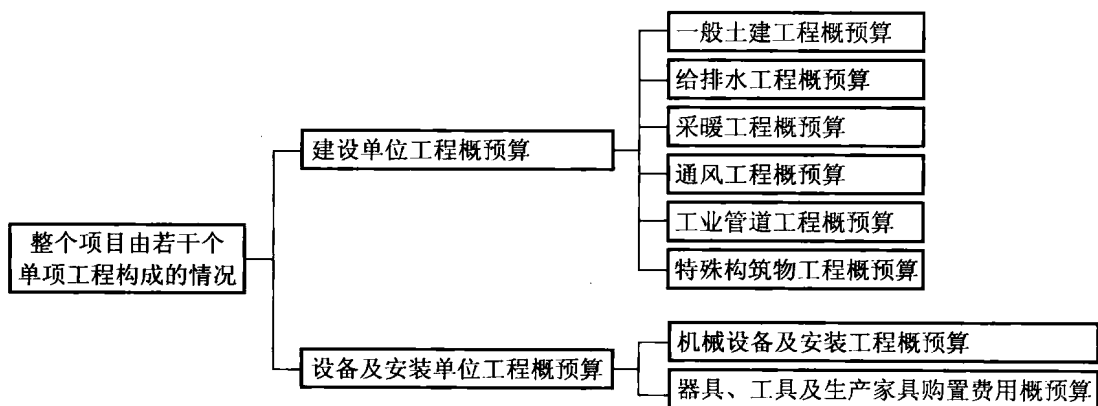 整个项目由若干个
单项工程构成的情况
建设单位工程概预算
一般土建工程概预算
给排水工程概预算
采暖工程概预算
通风工程概预算
工业管道工程概预算
特殊构筑物工程概预算
设备及安装单位工程概预算
机械设备及安装工程概预算
器具、工具及生产家具购置费用概预算